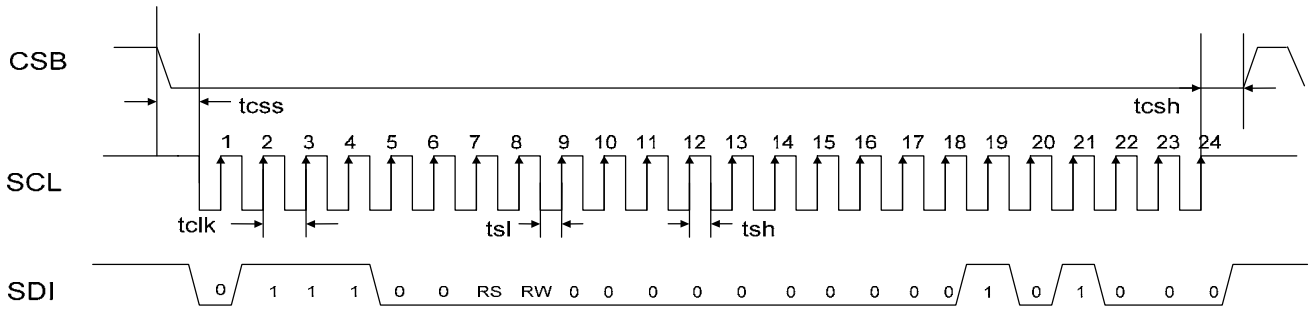 CSB
tcss
tcsh
1 2 3 4 5 6 7 8 9 10 11 12 13 14 15 16 17 18 19 20 21 22 23 24
SCL
tclk
tsl
tsh
SDI
0 1 1 1 0 0 RS RW 0 0 0 0 0 0 0 0 0 0 1 0 1 0 0 0